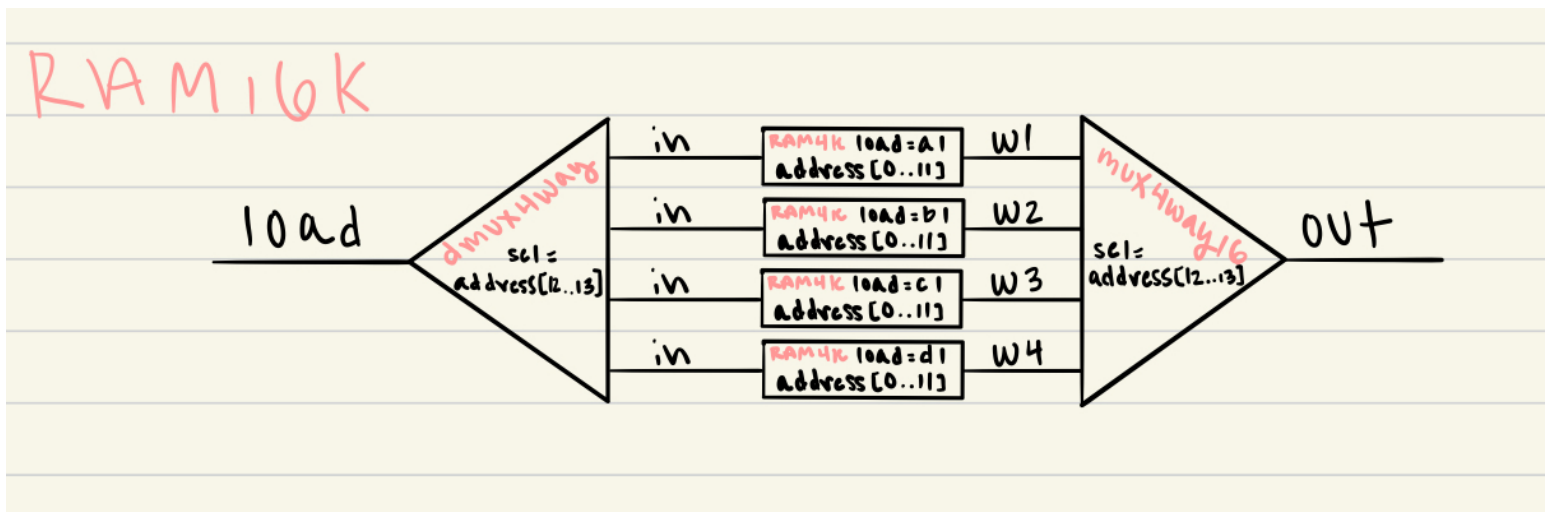 RAM16K
load
dmux4way
sel=
address[12..13]
in
RAM4K load=a1
address[0..11]
w1
in
RAM4K load=b1
address[0..11]
w2
in
RAM4K load=c1
address[0..11]
w3
in
RAM4K load=d1
address[0..11]
w4
mux4way16
sel=
address[12..13]
out